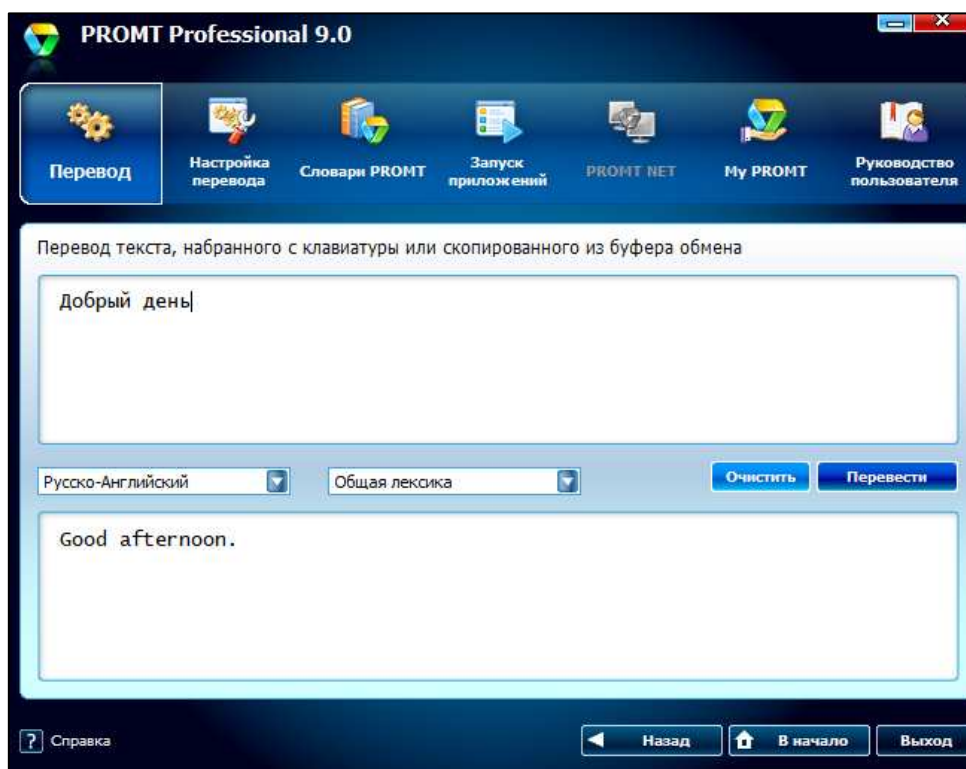 PROMT Professional 9.0
Перевод
Настройка
перевода
Словари PROMT
Запуск
приложений
PROMT NET
My PROMT
Руководство
пользователя
Перевод текста, набранного с клавиатуры или скопированного из буфера обмена
Добрый день
Русско-Английский
Общая лексика
Очистить
Перевести
Good afternoon.
? Справка
Назад
В начало
Выход